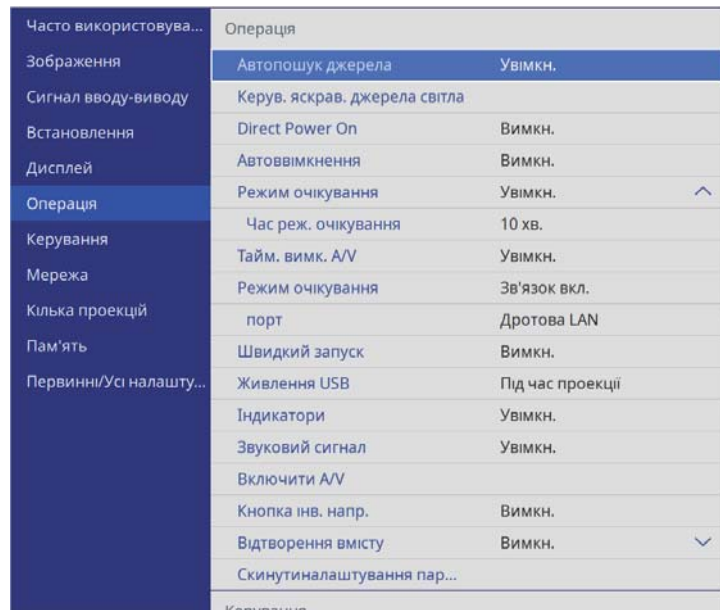 Часто використовува...
Зображення
Сигнал вводу-виводу
Встановлення
Дисплей
Операція
Керування
Мережа
Кілька проекцій
Пам'ять
Первинні/Усі налашту...
Операція
Автопошук джерела Увімкн.
Керув. яскрав. джерела світла
Direct Power On Вимкн.
Автоввімкнення Вимкн.
Режим очікування Увімкн.
Час реж. очікування 10 хв.
Тайм. вимк. A/V Увімкн.
Режим очікування Зв'язок вкл.
порт Дротова LAN
Швидкий запуск Вимкн.
Живлення USB Під час проекції
Індикатори Увімкн.
Звуковий сигнал Увімкн.
Включити A/V
Кнопка інв. напр. Вимкн.
Відтворення вмісту Вимкн.
Скинутиналаштування пар...
Керування